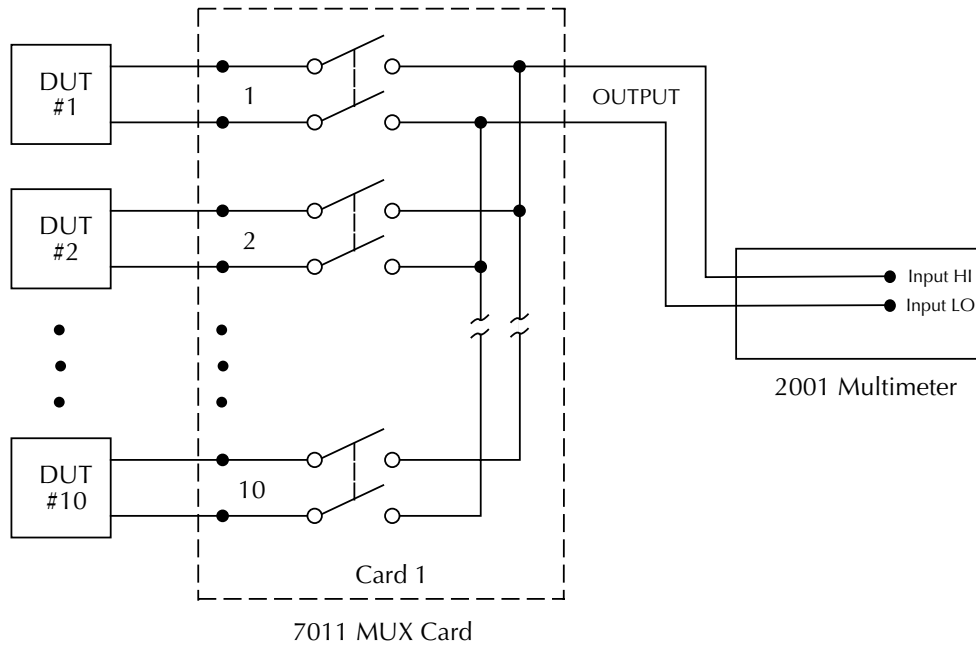 DUT
#1
1
OUTPUT
DUT
#2
2
Input HI
Input LO
2001 Multimeter
DUT
#10
10
Card 1
7011 MUX Card